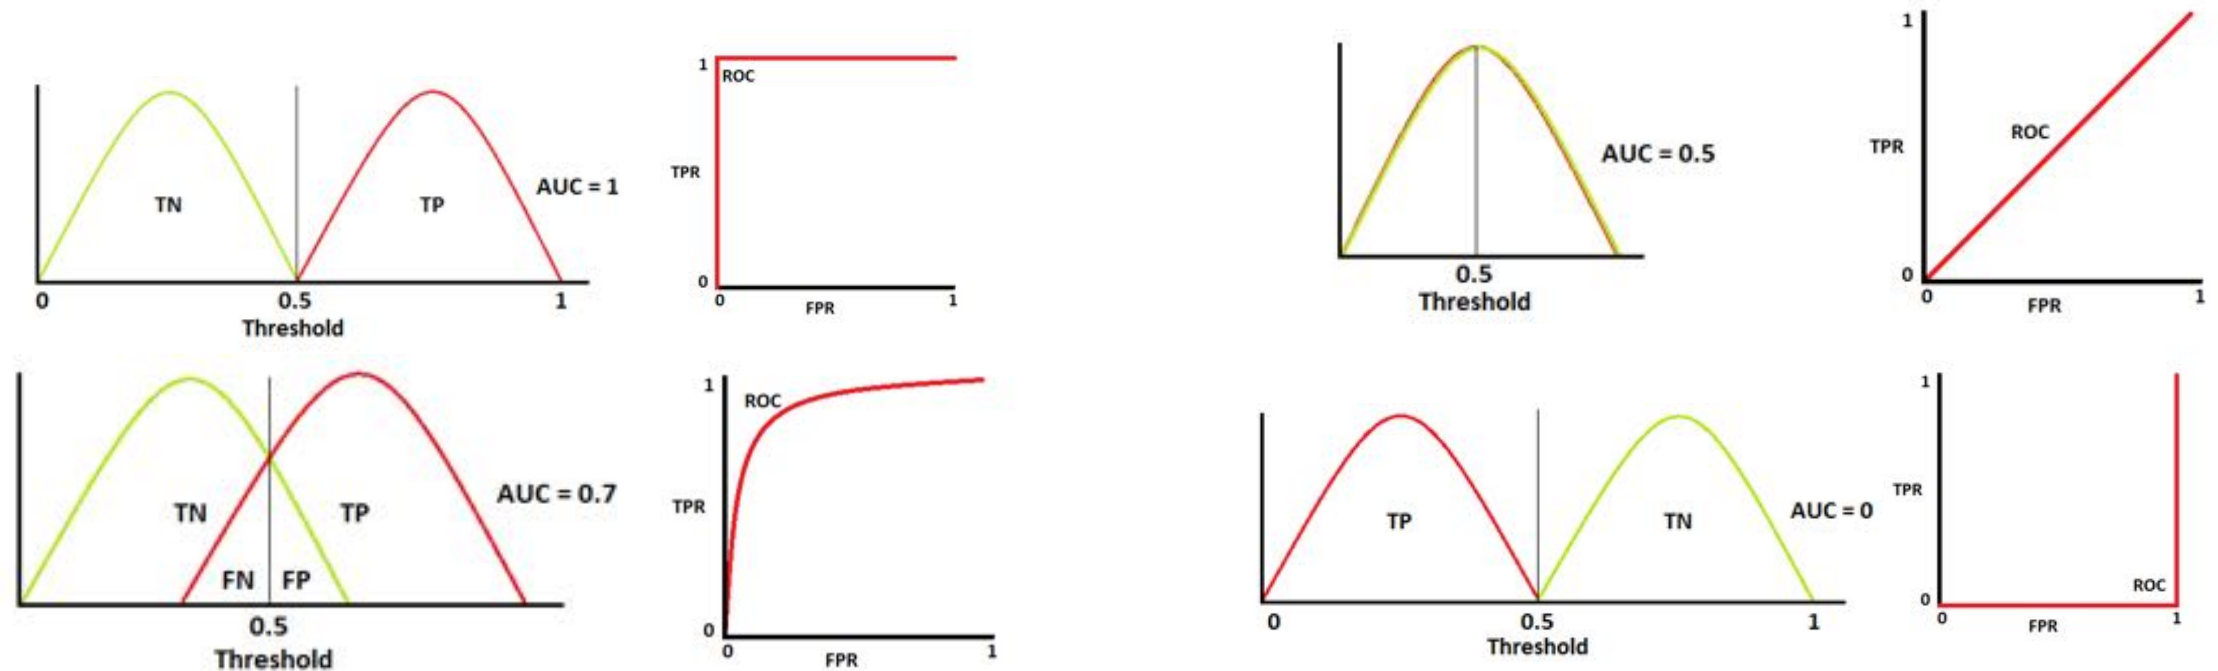 TN
TP
AUC = 1
0
0.5
1
Threshold
1
ROC
TPR
0
0
1
FPR
AUC = 0.5
0.5
Threshold
1
ROC
TPR
0
0
1
FPR
TN
TP
AUC = 0.7
FN
FP
0.5
Threshold
1
ROC
TPR
0
0
1
FPR
TP
TN
AUC = 0
0
0.5
1
Threshold
1
TPR
ROC
0
0
1
FPR